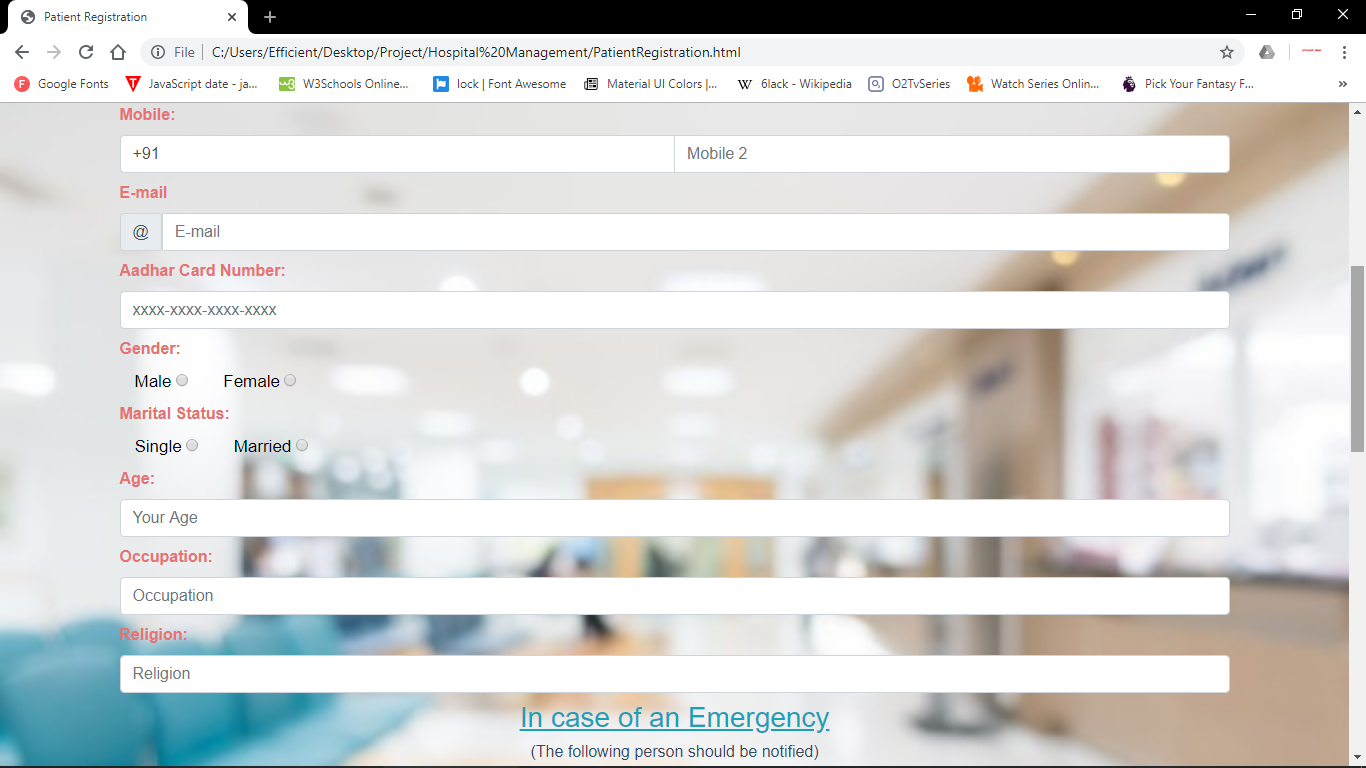 Patient Registration
File C:/Users/Efficient/Desktop/Project/Hospital%20Management/PatientRegistration.html
Google Fonts JavaScript date - ja... W3Schools Online... lock | Font Awesome Material UI Colors |... 6lack - Wikipedia O2TvSeries Watch Series Onlin... Pick Your Fantasy F... »
Mobile:
+91 Mobile 2
E-mail
@ E-mail
Aadhar Card Number:
xxxx-xxxx-xxxx-xxxx
Gender:
Male Female
Marital Status:
Single Married
Age:
Your Age
Occupation:
Occupation
Religion:
Religion
In case of an Emergency
(The following person should be notified)